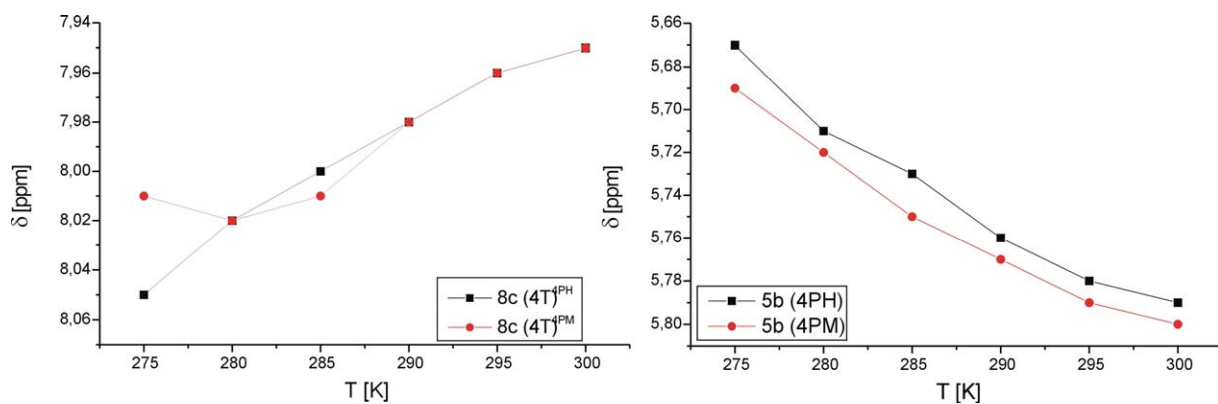 7,94
7,96
7,98
8,00
8,02
8,04
8,06
δ [ppm]
8c (4T)^4PH
8c (4T)^4PM
275 280 285 290 295 300
T [K]
5,66
5,68
5,70
5,72
5,74
5,76
5,78
5,80
δ [ppm]
5b (4PH)
5b (4PM)
275 280 285 290 295 300
T [K]